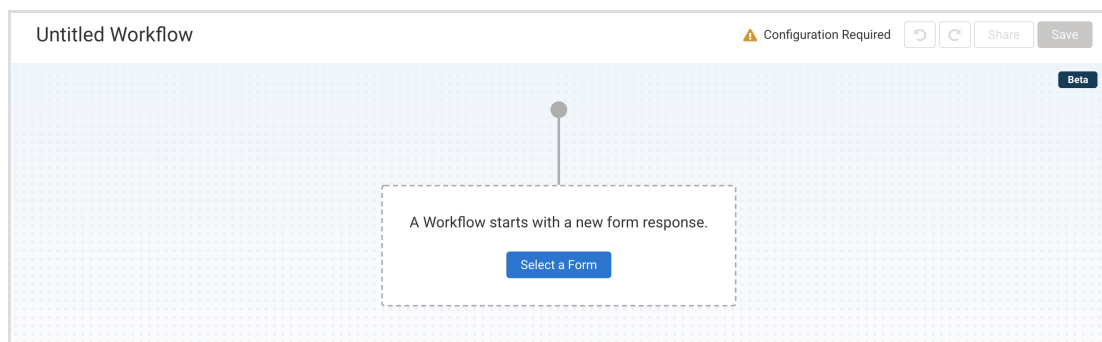 Untitled Workflow
Configuration Required
Share
Save
Beta
A Workflow starts with a new form response.
Select a Form